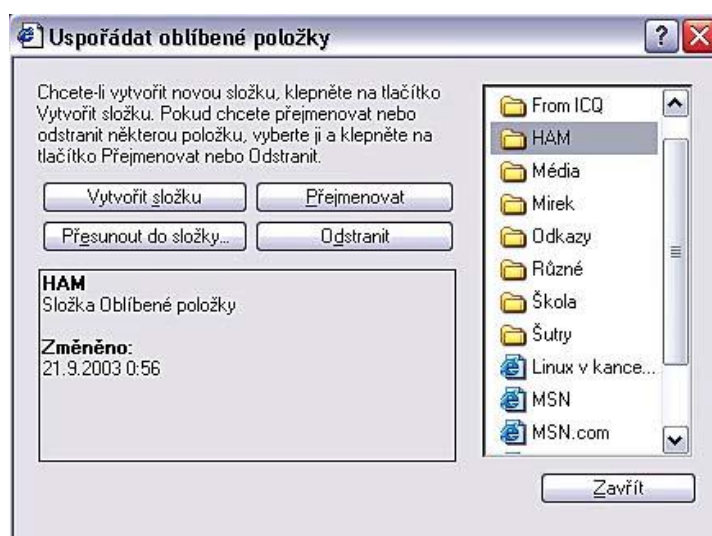 Uspořádat oblíbené položky
Chcete-li vytvořit novou složku, klepněte na tlačítko
Vytvořit složku. Pokud chcete přejmenovat nebo
odstranit některou položku, vyberte ji a klepněte na
tlačítko Přejmenovat nebo Odstranit.
Vytvořit složku
Přejmenovat
Přesunout do složky...
Odstranit
HAM
Složka Oblíbené položky
Změněno:
21.9.2003 0:56
From ICQ
HAM
Média
Mirek
Odkazy
Různé
Škola
Šutry
Linux v kance...
MSN
MSN.com
Zavřít